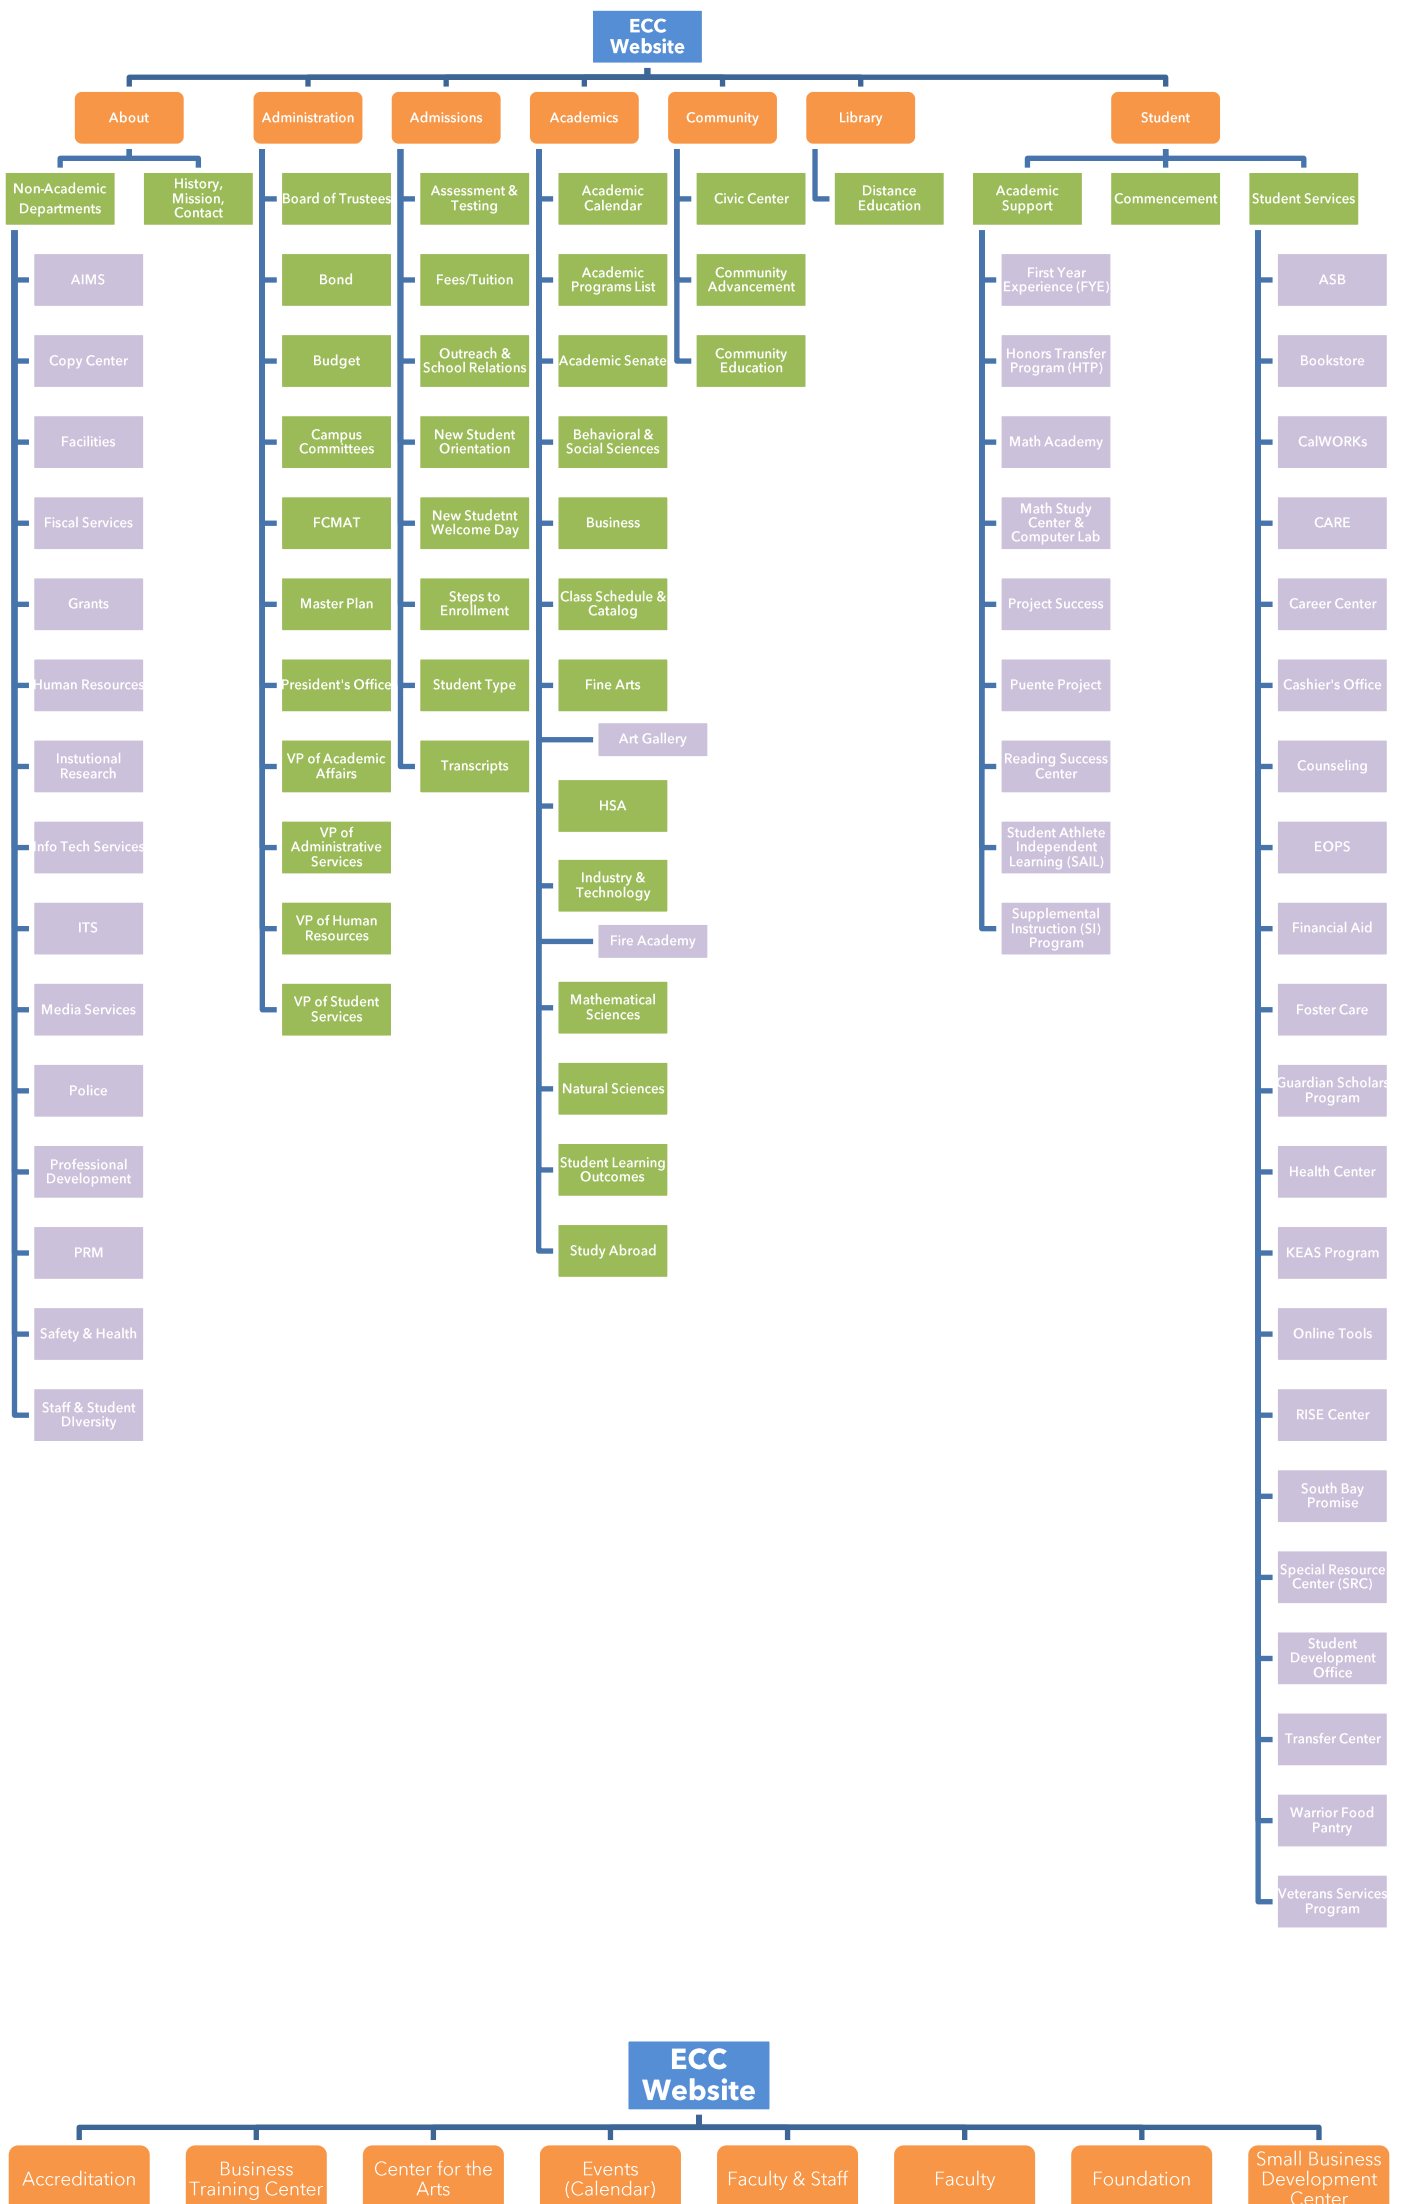 ECC
Website
About
Administration
Admissions
Academics
Community
Library
Student
Non-Academic
Departments
History,
Mission,
Contact
AIMS
Copy Center
Facilities
Fiscal Services
Grants
Human Resources
Instutional
Research
Info Tech Services
ITS
Media Services
Police
Professional
Development
PRM
Safety & Health
Staff & Student
DIversity
Board of Trustees
Bond
Budget
Campus
Committees
FCMAT
Master Plan
President's Office
VP of Academic
Affairs
VP of
Administrative
Services
VP of Human
Resources
VP of Student
Services
Assessment &
Testing
Fees/Tuition
Outreach &
School Relations
New Student
Orientation
New Studetnt
Welcome Day
Steps to
Enrollment
Student Type
Transcripts
Academic
Calendar
Academic
Programs List
Academic Senate
Behavioral &
Social Sciences
Business
Class Schedule &
Catalog
Fine Arts
Art Gallery
HSA
Industry &
Technology
Fire Academy
Mathematical
Sciences
Natural Sciences
Student Learning
Outcomes
Study Abroad
Civic Center
Community
Advancement
Community
Education
Distance
Education
Academic
Support
Commencement
Student Services
First Year
Experience (FYE)
Honors Transfer
Program (HTP)
Math Academy
Math Study
Center &
Computer Lab
Project Success
Puente Project
Reading Success
Center
Student Athlete
Independent
Learning (SAIL)
Supplemental
Instruction (SI)
Program
ASB
Bookstore
CalWORKs
CARE
Career Center
Cashier's Office
Counseling
EOPS
Financial Aid
Foster Care
Guardian Scholars
Program
Health Center
KEAS Program
Online Tools
RISE Center
South Bay
Promise
Special Resource
Center (SRC)
Student
Development
Office
Transfer Center
Warrior Food
Pantry
Veterans Services
Program
ECC
Website
Accreditation
Business
Training Center
Center for the
Arts
Events
(Calendar)
Faculty & Staff
Faculty
Foundation
Small Business
Development
Center